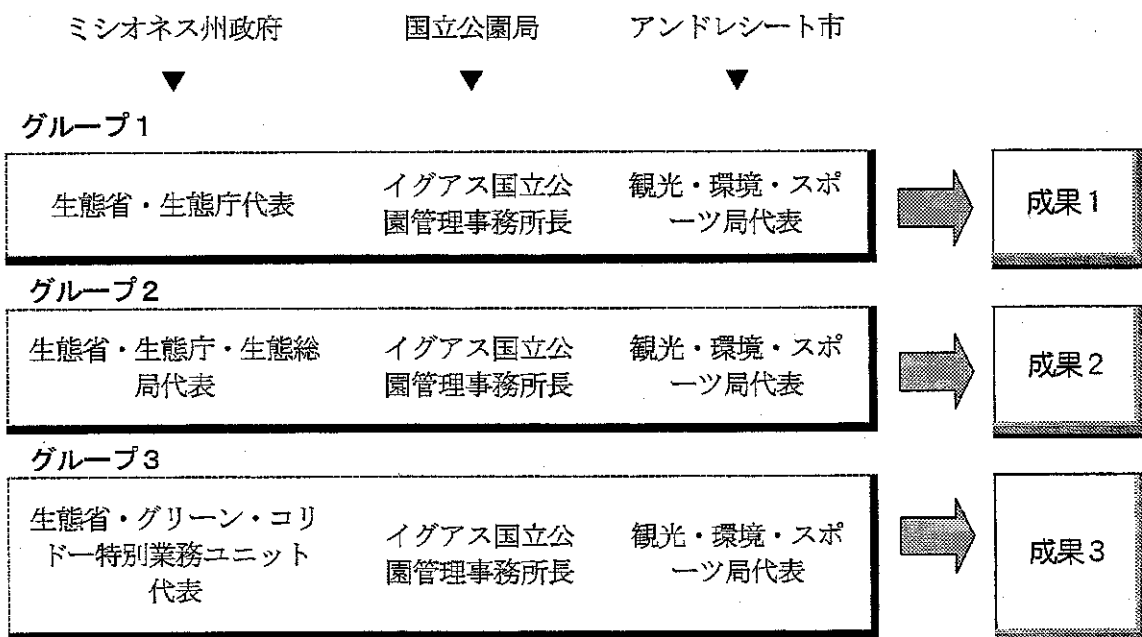 ミシオネス州政府 国立公園局 アンドレシート市
▼ ▼ ▼
グループ1
生態省・生態庁代表
イグアス国立公
園管理事務所長
観光・環境・スポ
ーツ局代表
成果1
グループ2
生態省・生態庁・生態総
局代表
イグアス国立公
園管理事務所長
観光・環境・スポ
ーツ局代表
成果2
グループ3
生態省・グリーン・コリ
ドー特別業務ユニット
代表
イグアス国立公
園管理事務所長
観光・環境・スポ
ーツ局代表
成果3